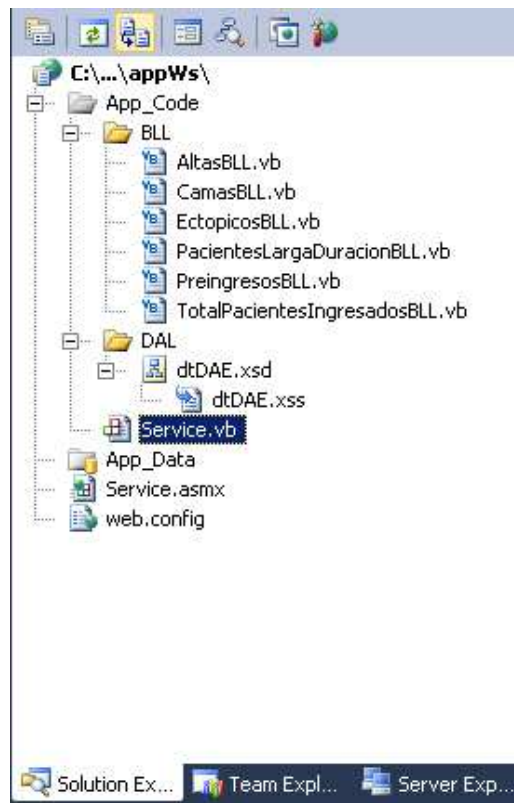 C:\...\appWs\
App_Code
BLL
AltasBLL.vb
CamasBLL.vb
EctopicosBLL.vb
PacientesLargaDuracionBLL.vb
PreingresosBLL.vb
TotalPacientesIngresadosBLL.vb
DAL
dtDAE.xsd
dtDAE.xss
Service.vb
App_Data
Service.asmx
web.config
Solution Ex... Team Expl... Server Exp...